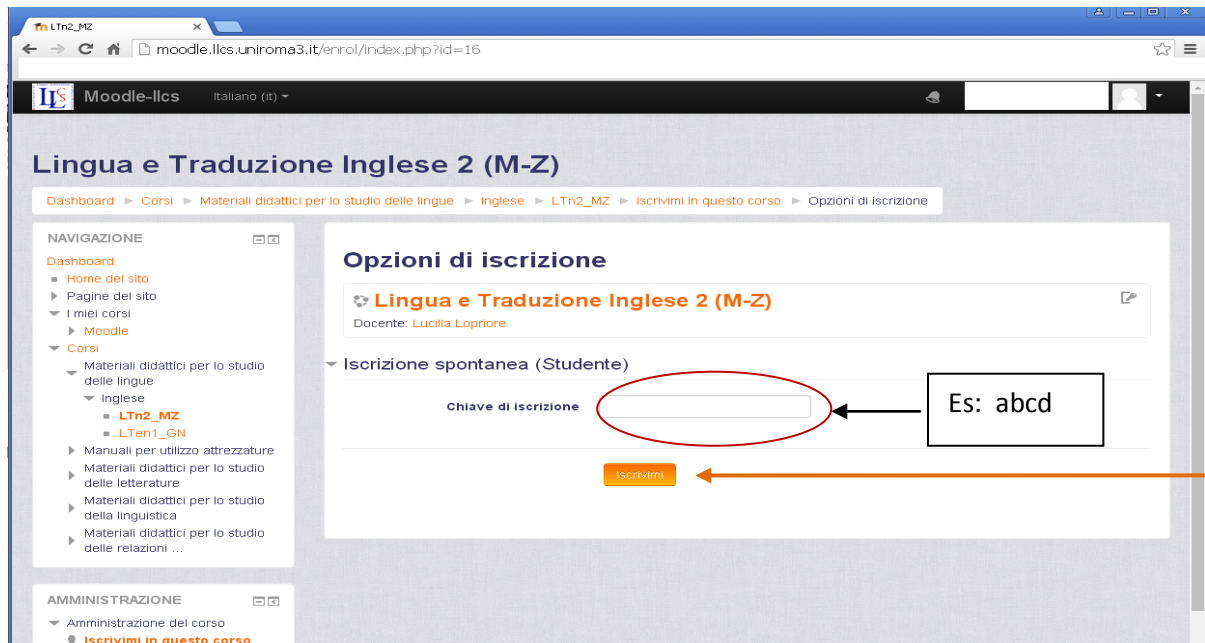 LTn2_MZ
moodle.llcs.uniroma3.it/enrol/index.php?id=16
LLCS Moodle-llcs Italiano (it)
Lingua e Traduzione Inglese 2 (M-Z)
Dashboard Corsi Materiali didattici per lo studio delle lingue Inglese LTn2_MZ Iscrivimi in questo corso Opzioni di iscrizione
NAVIGAZIONE
Dashboard
Home del sito
Pagine del sito
I miei corsi
Moodle
Corsi
Materiali didattici per lo studio
delle lingue
Inglese
LTn2_MZ
LTen1_GN
Manuali per utilizzo attrezzature
Materiali didattici per lo studio
delle letterature
Materiali didattici per lo studio
della linguistica
Materiali didattici per lo studio
delle relazioni ...
AMMINISTRAZIONE
Amministrazione del corso
Iscrivimi in questo corso
Opzioni di iscrizione
Lingua e Traduzione Inglese 2 (M-Z)
Docente: Lucilla Lopriore
Iscrizione spontanea (Studente)
Chiave di iscrizione
Es: abcd
Iscrivimi